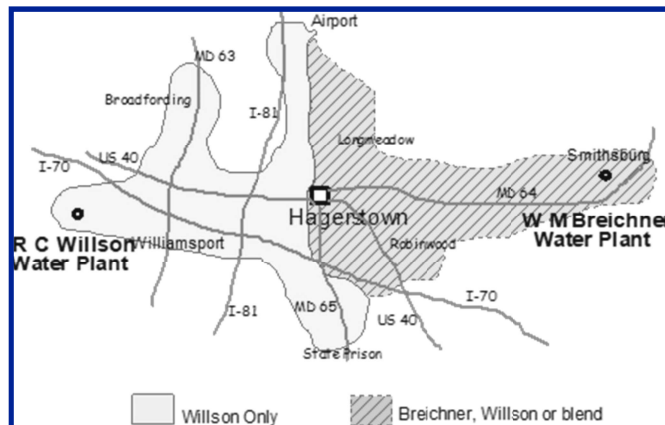 Airport
MD 63
Broadfording
I-81
Longmeadow
I-70
US 40
Smithsburg
MD 64
Hagerstown
R C Willson
Water Plant
Williamsport
Robinwood
W M Breichner
Water Plant
I-81
MD 65
US 40
I-70
State Prison
Willson Only
Breichner, Willson or blend